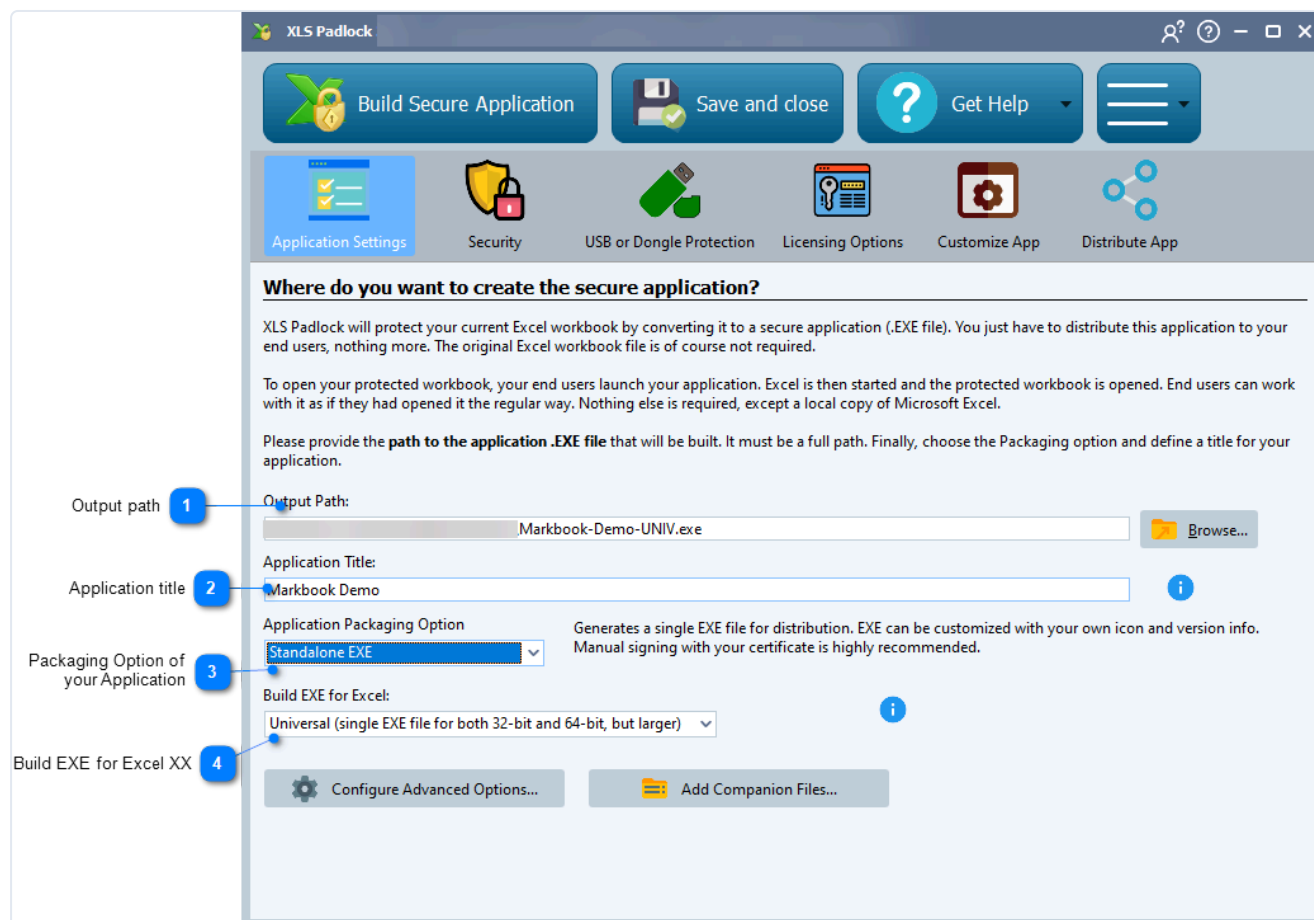 XLS Padlock
Build Secure Application
Save and close
Get Help
Application Settings
Security
USB or Dongle Protection
Licensing Options
Customize App
Distribute App
Where do you want to create the secure application?
XLS Padlock will protect your current Excel workbook by converting it to a secure application (.EXE file). You just have to distribute this application to your
end users, nothing more. The original Excel workbook file is of course not required.
To open your protected workbook, your end users launch your application. Excel is then started and the protected workbook is opened. End users can work
with it as if they had opened it the regular way. Nothing else is required, except a local copy of Microsoft Excel.
Please provide the path to the application .EXE file that will be built. It must be a full path. Finally, choose the Packaging option and define a title for your
application.
Output path 1
Output Path:
Markbook-Demo-UNIV.exe
Browse...
Application Title:
Application title 2
Markbook Demo
Application Packaging Option
Standalone EXE
Generates a single EXE file for distribution. EXE can be customized with your own icon and version info.
Manual signing with your certificate is highly recommended.
Packaging Option of
your Application
3
Build EXE for Excel:
Universal (single EXE file for both 32-bit and 64-bit, but larger)
Build EXE for Excel XX 4
Configure Advanced Options...
Add Companion Files...